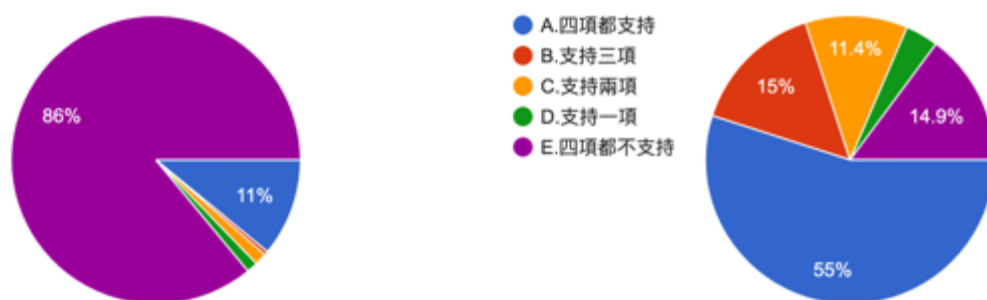 86%
11%
A.四項都支持
B.支持三項
C.支持兩項
D.支持一項
E.四項都不支持
11.4%
15%
14.9%
55%